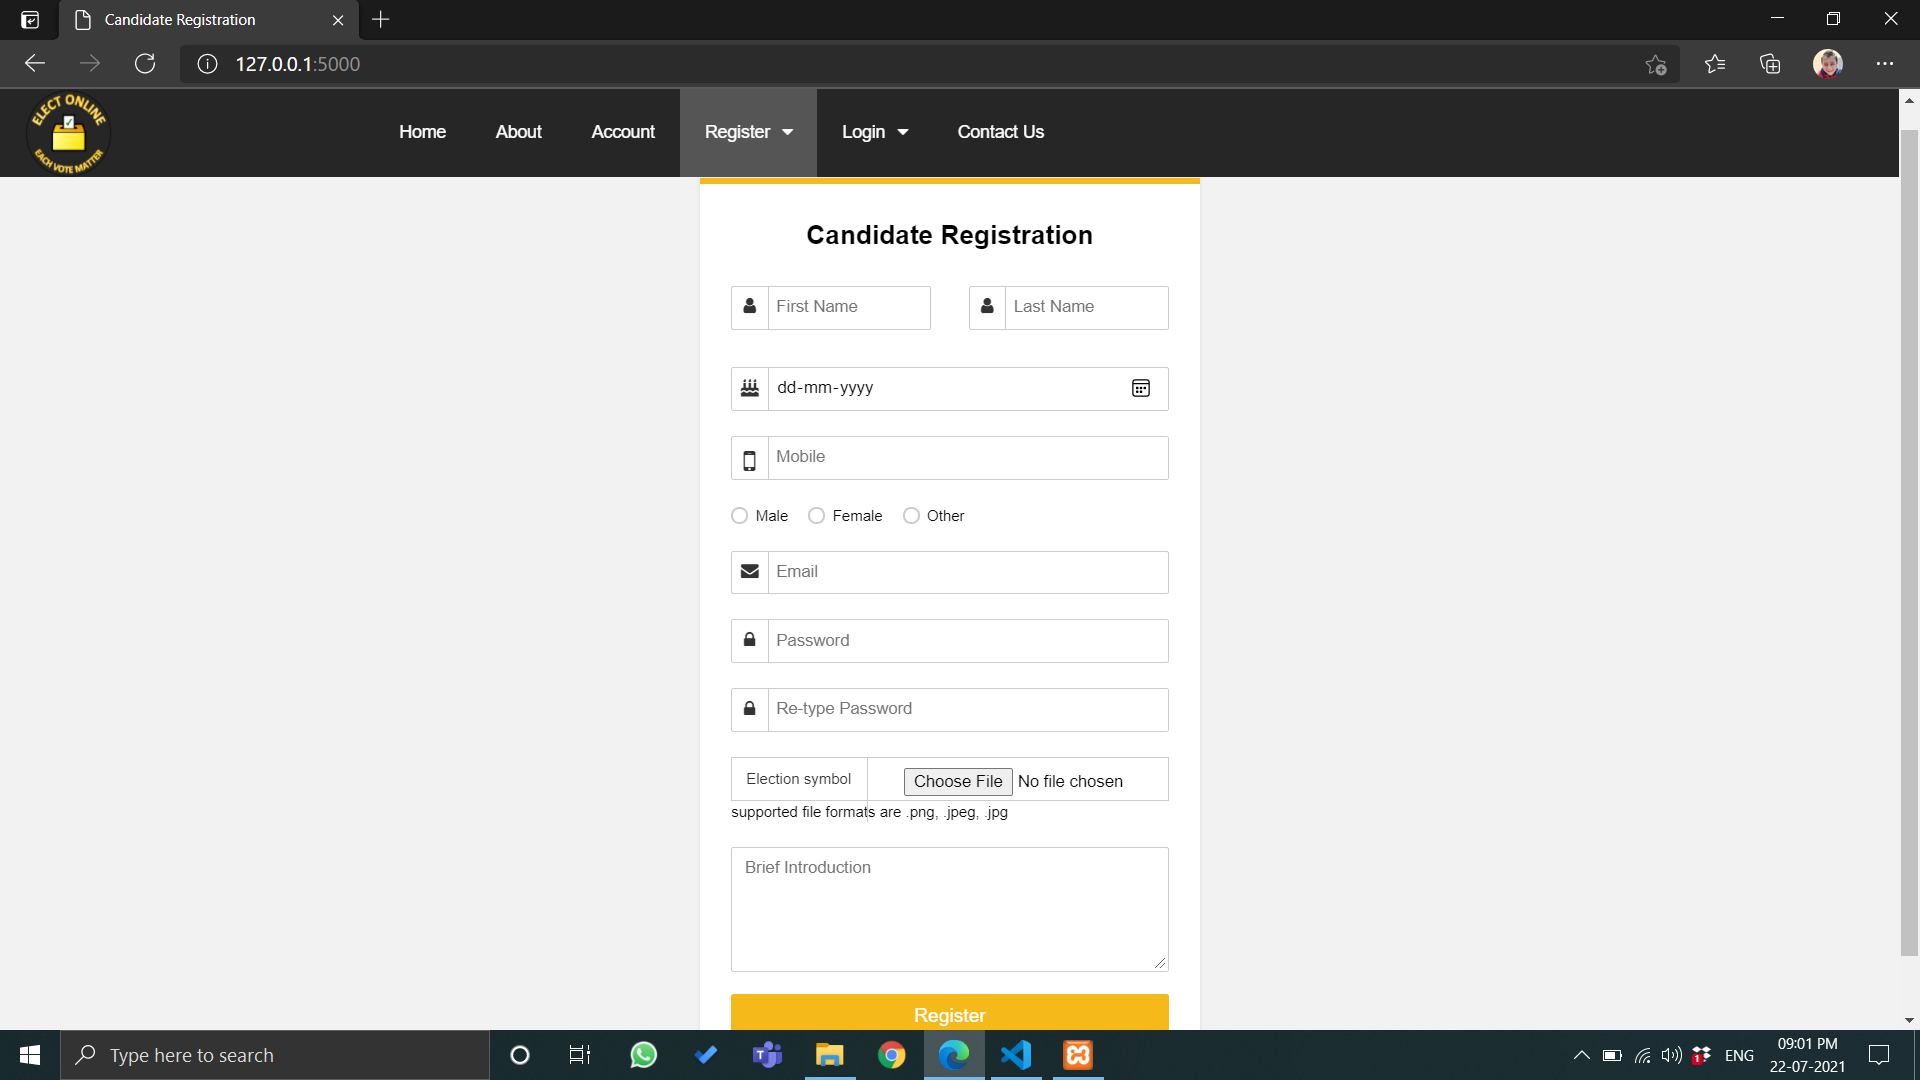 Candidate Registration
127.0.0.1:5000
ELECT ONLINE
EACH VOTE MATTER
Home About Account Register Login Contact Us
Candidate Registration
First Name Last Name
dd-mm-yyyy
Mobile
Male Female Other
Email
Password
Re-type Password
Election symbol Choose File No file chosen
supported file formats are .png, .jpeg, .jpg
Brief Introduction
Register
Type here to search
1
ENG
09:01 PM
22-07-2021